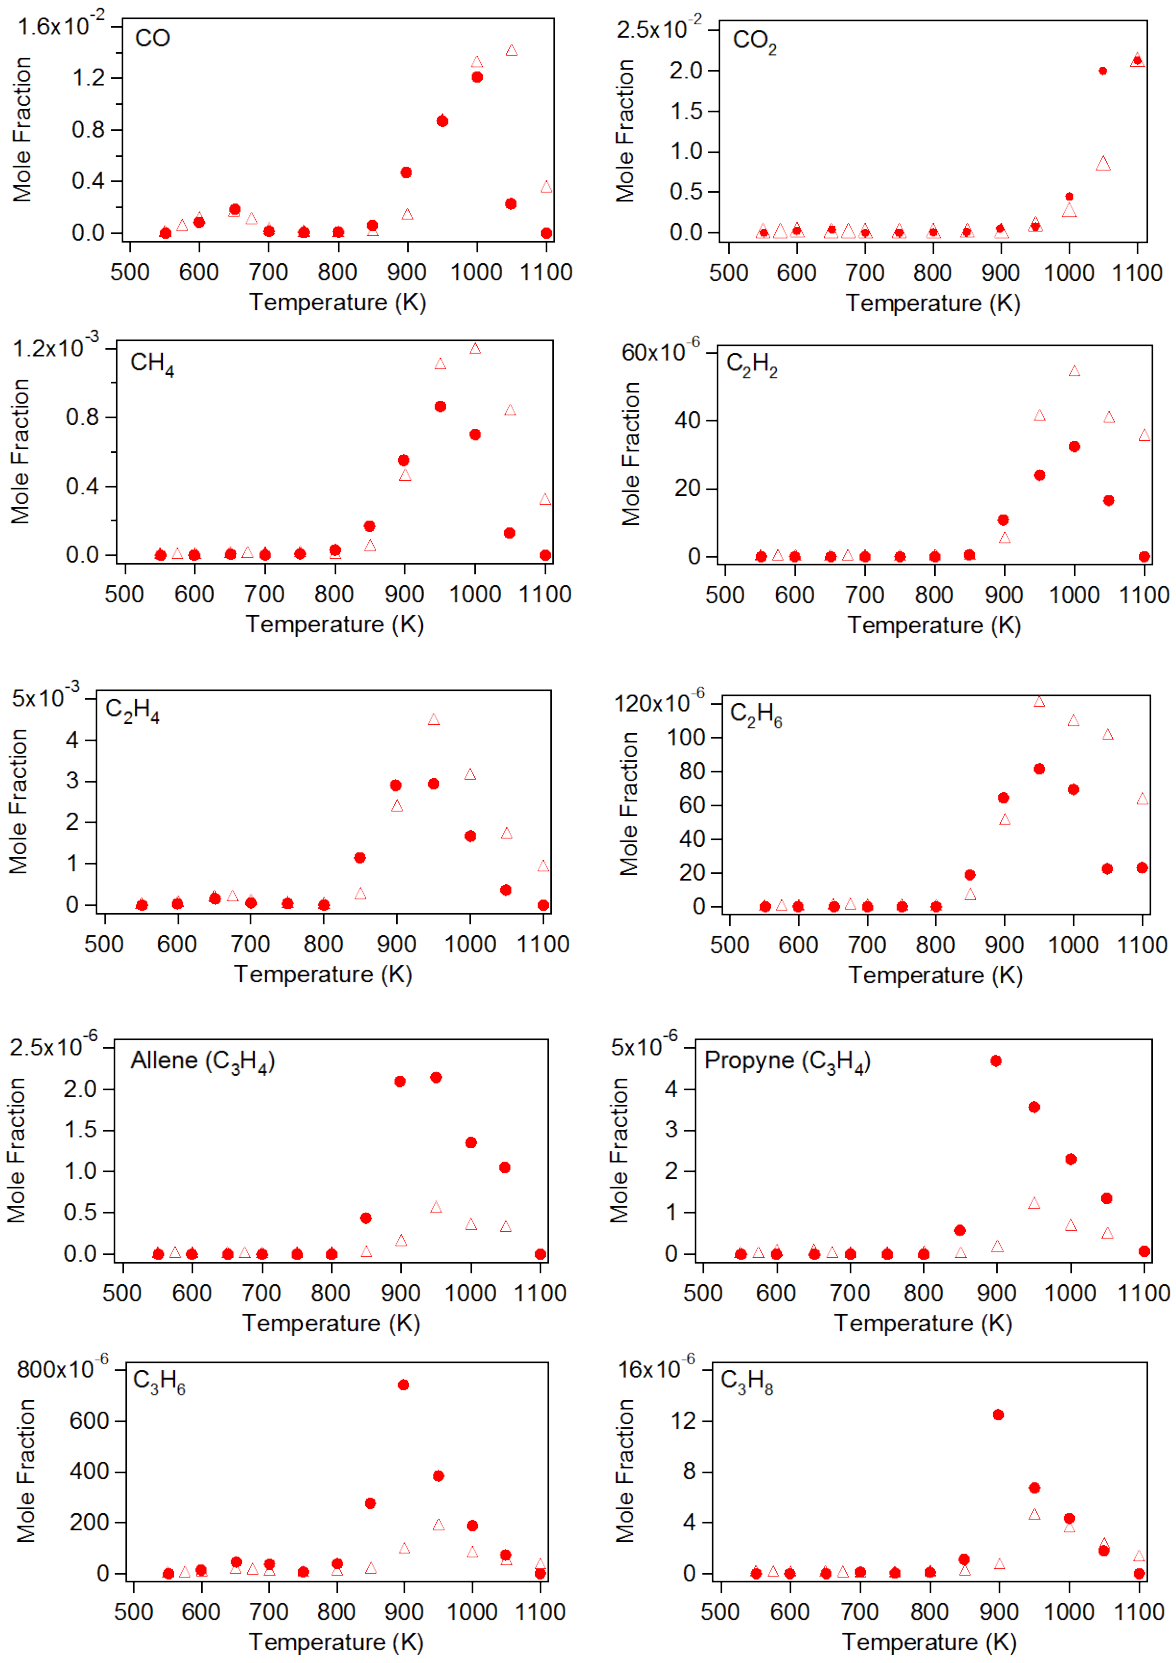 1.6x10⁻²
CO
1.2
0.8
0.4
0.0
Mole Fraction
500 600 700 800 900 1000 1100
Temperature (K)
2.5x10⁻²
CO₂
2.0
1.5
1.0
0.5
0.0
Mole Fraction
500 600 700 800 900 1000 1100
Temperature (K)
1.2x10⁻³
CH₄
0.8
0.4
0.0
Mole Fraction
500 600 700 800 900 1000 1100
Temperature (K)
60x10⁻⁶
C₂H₂
40
20
0
Mole Fraction
500 600 700 800 900 1000 1100
Temperature (K)
5x10⁻³
C₂H₄
4
3
2
1
0
Mole Fraction
500 600 700 800 900 1000 1100
Temperature (K)
120x10⁻⁶
C₂H₆
100
80
60
40
20
0
Mole Fraction
500 600 700 800 900 1000 1100
Temperature (K)
2.5x10⁻⁶
Allene (C₃H₄)
2.0
1.5
1.0
0.5
0.0
Mole Fraction
500 600 700 800 900 1000 1100
Temperature (K)
5x10⁻⁶
Propyne (C₃H₄)
4
3
2
1
0
Mole Fraction
500 600 700 800 900 1000 1100
Temperature (K)
800x10⁻⁶
C₃H₆
600
400
200
0
Mole Fraction
500 600 700 800 900 1000 1100
Temperature (K)
16x10⁻⁶
C₃H₈
12
8
4
0
Mole Fraction
500 600 700 800 900 1000 1100
Temperature (K)